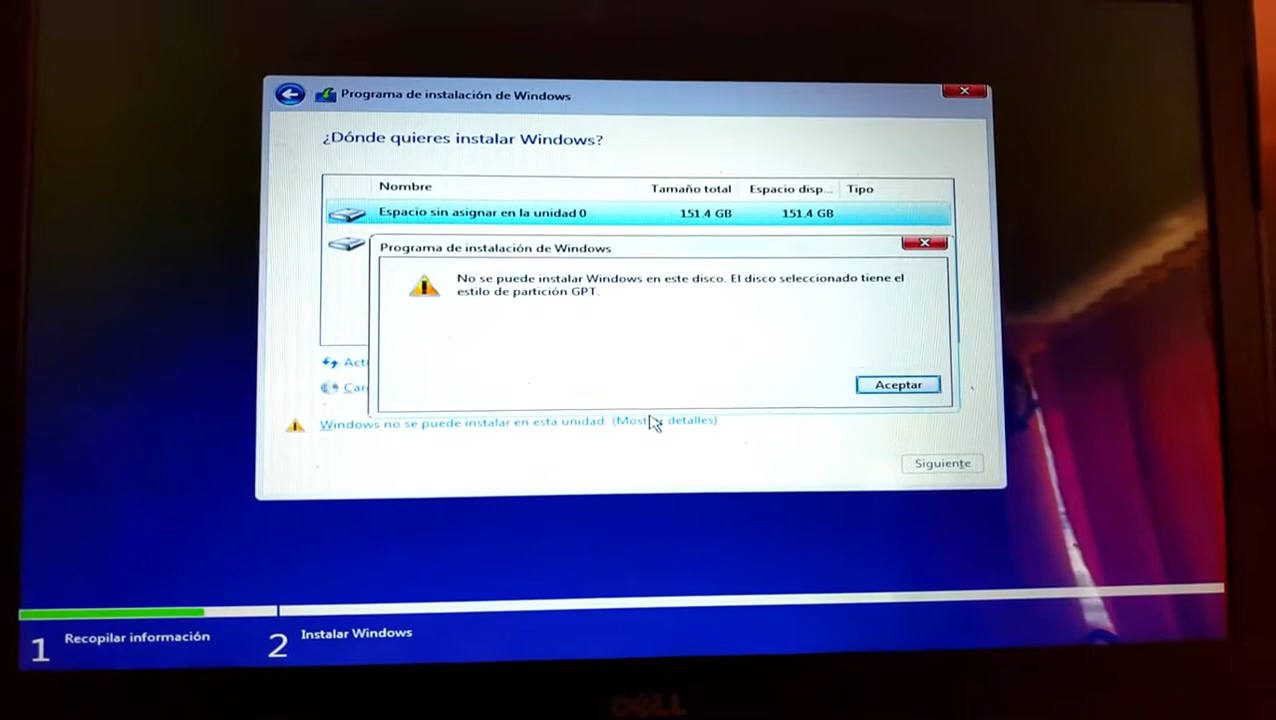 Programa de instalación de Windows
¿Dónde quieres instalar Windows?
Nombre Tamaño total Espacio disp... Tipo
Espacio sin asignar en la unidad 0 151.4 GB 151.4 GB
Programa de instalación de Windows
No se puede instalar Windows en este disco. El disco seleccionado tiene el
estilo de partición GPT.
Aceptar
Windows no se puede instalar en esta unidad. detalles)
Siguiente
1 Recopilar información 2 Instalar Windows
DELL